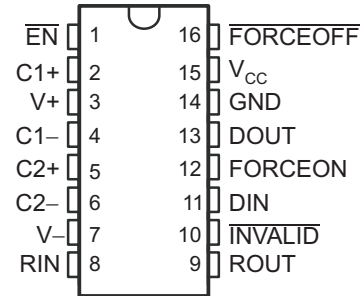 EN 1 16 FORCEOFF
C1+ 2 15 VCC
V+ 3 14 GND
C1– 4 13 DOUT
C2+ 5 12 FORCEON
C2– 6 11 DIN
V– 7 10 INVALID
RIN 8 9 ROUT